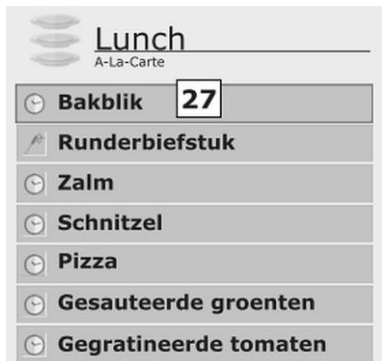 Lunch
A-La-Carte
Bakblik 27
Runderbiefstuk
Zalm
Schnitzel
Pizza
Gesauteerde groenten
Gegratineerde tomaten